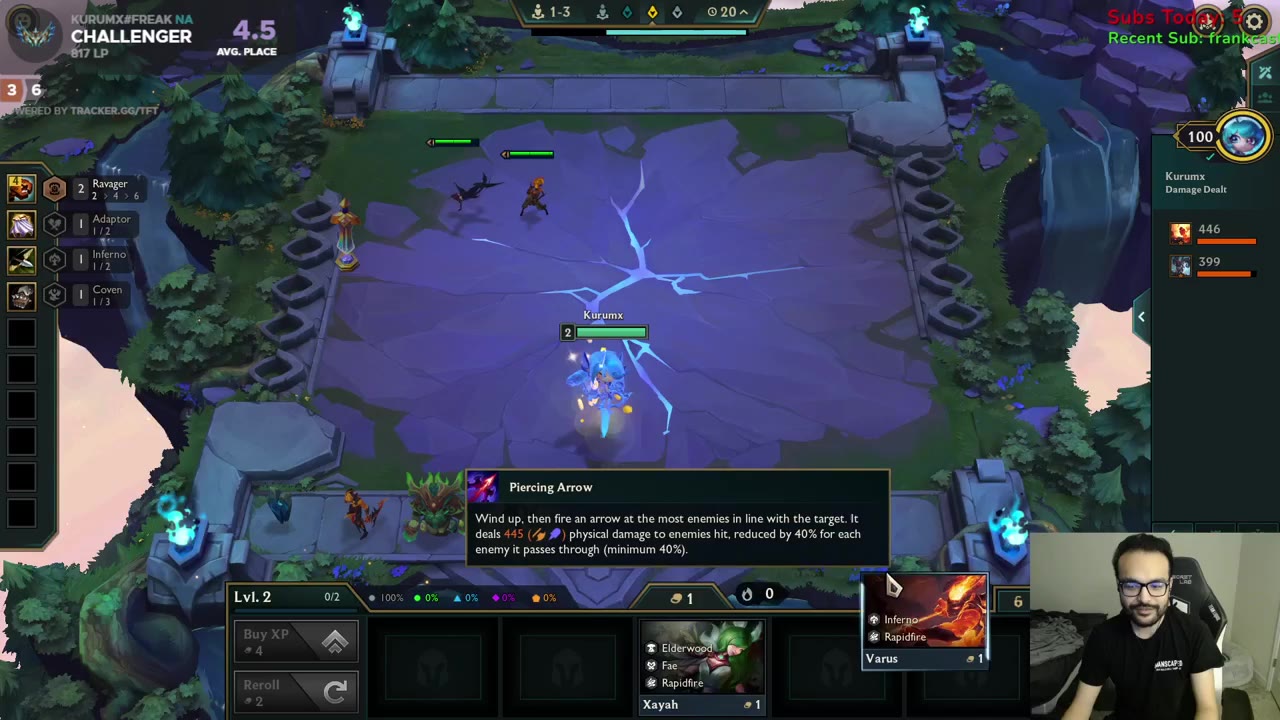 KURUMX#FREAK NA
CHALLENGER
817 LP
4.5
AVG. PLACE
3 6
WERED BY TRACKER.GG/TFT
1-3
20
Subs Today: 5
Recent Sub: frankcas
100
Kurumx
Damage Dealt
446
399
2
Ravager
2 > 4 > 6
1
Adaptor
1 / 2
1
Inferno
1 / 2
1
Coven
1 / 3
Kurumx
2
Piercing Arrow
Wind up, then fire an arrow at the most enemies in line with the target. It
deals 445 ( ) physical damage to enemies hit, reduced by 40% for each
enemy it passes through (minimum 40%).
Lvl. 2
0/2
100%
0%
0%
0%
0%
1
0
6
Buy XP
4
Reroll
2
Elderwood
Fae
Rapidfire
Xayah
1
Inferno
Rapidfire
Varus
1